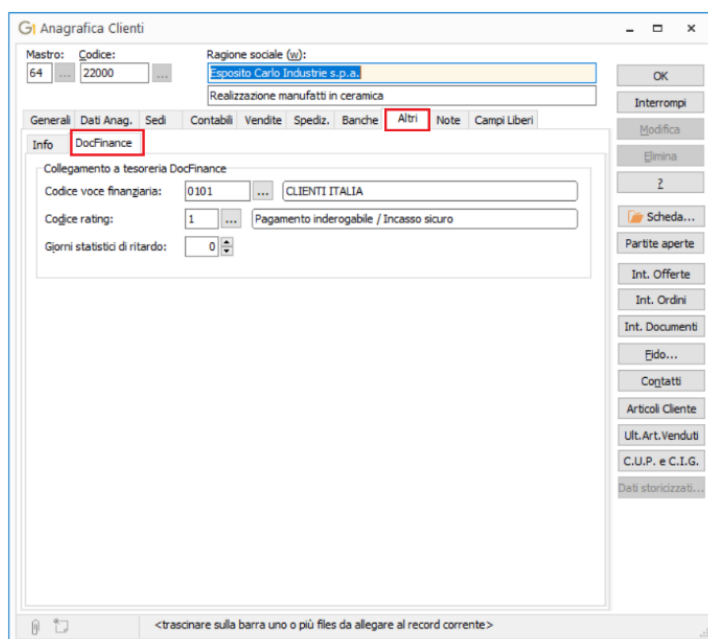 G1 Anagrafica Clienti
Mastro: Codice: Ragione sociale (w):
64 ... 22000 ... Esposito Carlo Industrie s.p.a.
Realizzazione manufatti in ceramica
Generali Dati Anag. Sedi Contabili Vendite Spediz. Banche Altri Note Campi Liberi
Info DocFinance
Collegamento a tesoreria DocFinance
Codice voce finanziaria: 0101 ... CLIENTI ITALIA
Codice rating: 1 ... Pagamento inderogabile / Incasso sicuro
Giorni statistici di ritardo: 0
OK
Interrompi
Modifica
Elimina
?
Scheda...
Partite aperte
Int. Offerte
Int. Ordini
Int. Documenti
Fido...
Contatti
Articoli Cliente
Ult.Art.Venduti
C.U.P. e C.I.G.
Dati storicizzati...
<trascinare sulla barra uno o più files da allegare al record corrente>